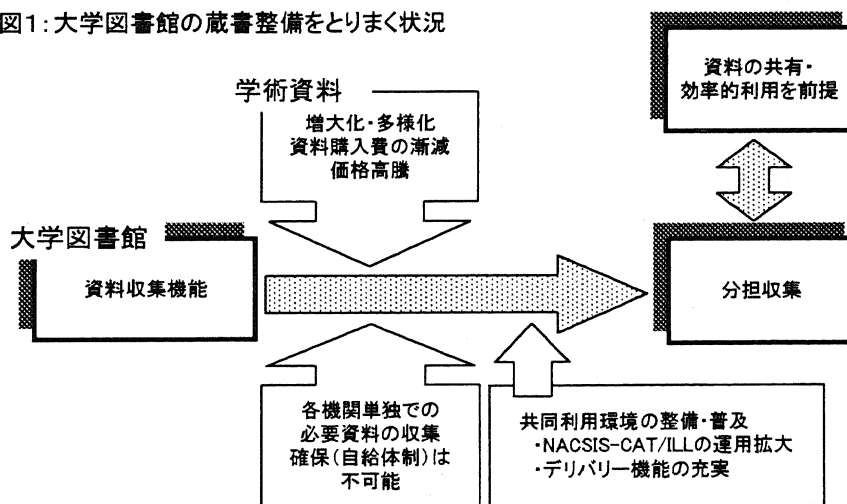 図1:大学図書館の蔵書整備をとりまく状況
資料の共有・
効率的利用を前提
学術資料
増大化・多様化
資料購入費の漸減
価格高騰
大学図書館
資料収集機能
分担収集
各機関単独での
必要資料の収集
確保(自給体制)は
不可能
共同利用環境の整備・普及
・NACSIS-CAT/ILLの運用拡大
・デリバリー機能の充実